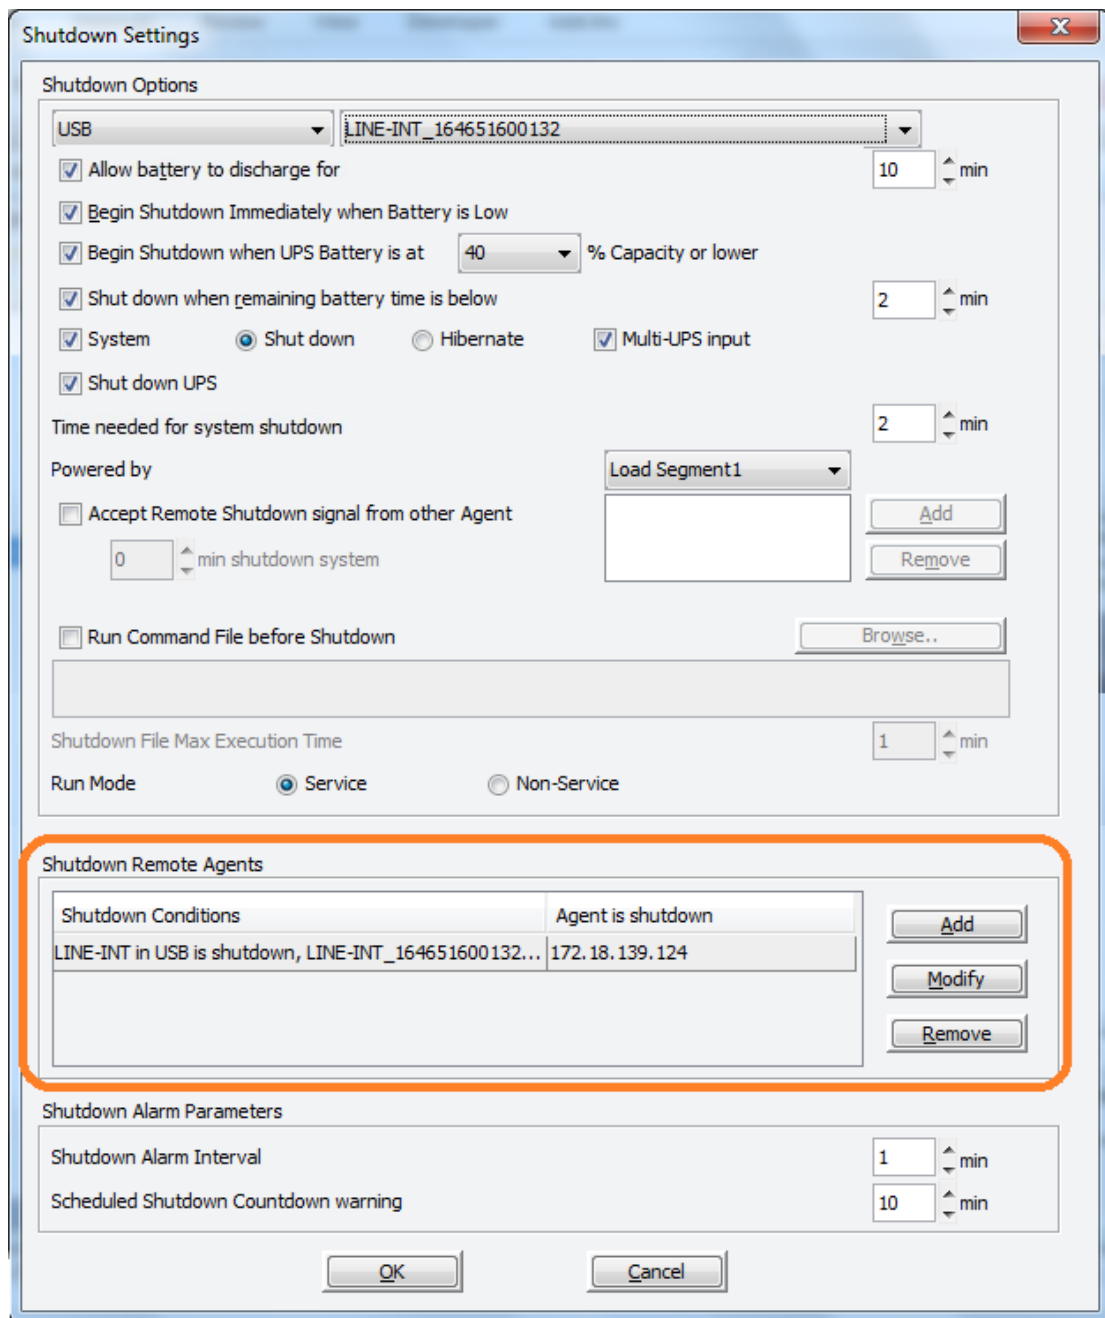 Shutdown Settings
Shutdown Options
USB LINE-INT_164651600132
Allow battery to discharge for 10 min
Begin Shutdown Immediately when Battery is Low
Begin Shutdown when UPS Battery is at 40 % Capacity or lower
Shut down when remaining battery time is below 2 min
System Shut down Hibernate Multi-UPS input
Shut down UPS
Time needed for system shutdown 2 min
Powered by Load Segment1
Accept Remote Shutdown signal from other Agent Add
0 min shutdown system Remove
Run Command File before Shutdown Browse..
Shutdown File Max Execution Time 1 min
Run Mode Service Non-Service
Shutdown Remote Agents
Shutdown Conditions Agent is shutdown
LINE-INT in USB is shutdown, LINE-INT_164651600132... 172.18.139.124
Add
Modify
Remove
Shutdown Alarm Parameters
Shutdown Alarm Interval 1 min
Scheduled Shutdown Countdown warning 10 min
OK Cancel